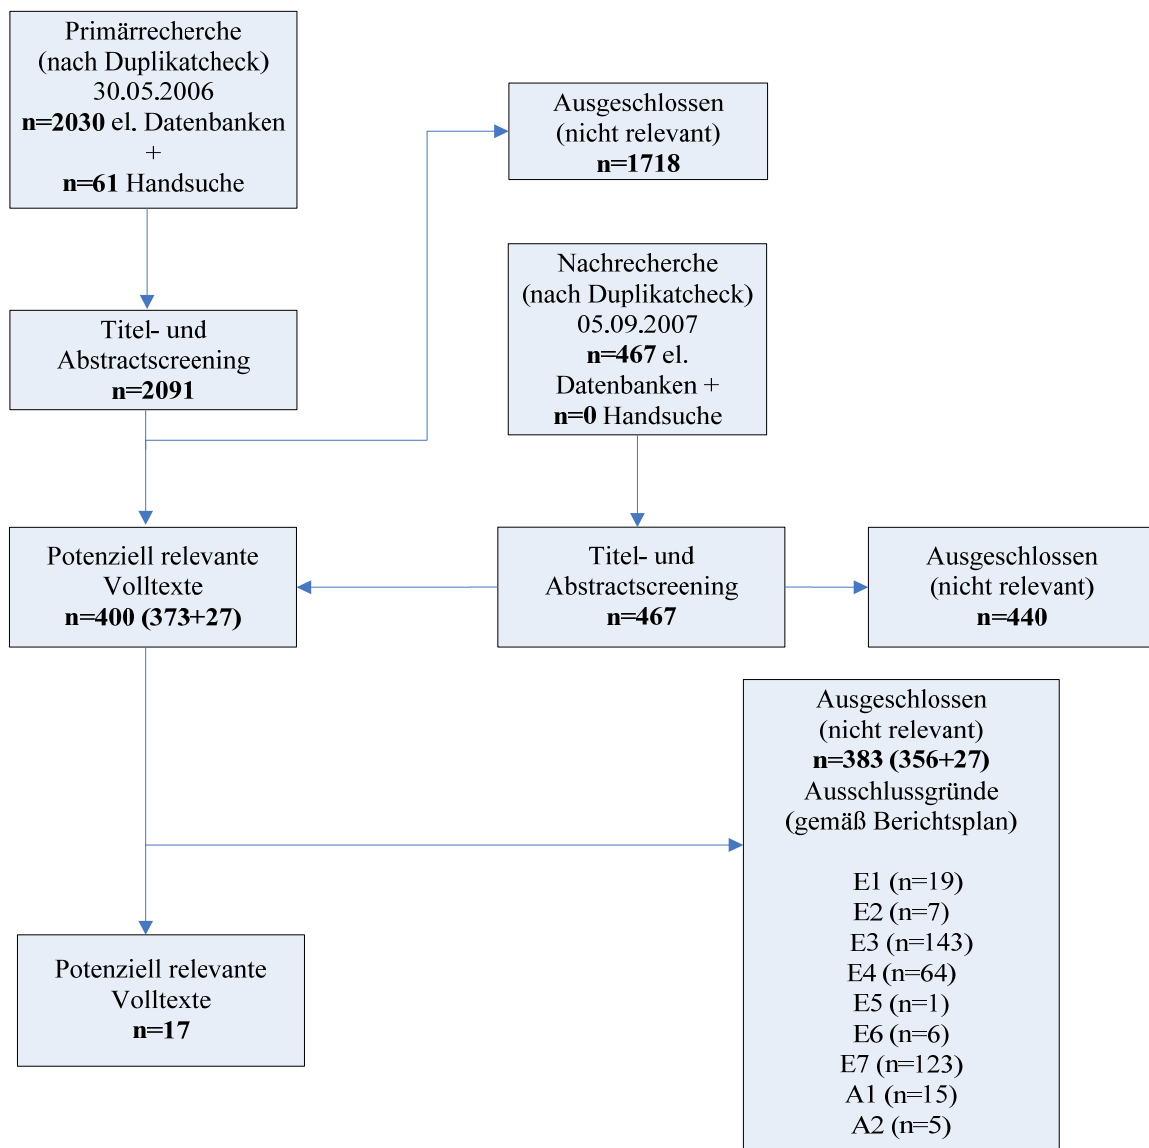 Primärrecherche
(nach Duplikatcheck)
30.05.2006
n=2030 el. Datenbanken
+
n=61 Handsuche
Ausgeschlossen
(nicht relevant)
n=1718
Nachrecherche
(nach Duplikatcheck)
05.09.2007
n=467 el.
Datenbanken +
n=0 Handsuche
Titel- und
Abstractscreening
n=2091
Potenziell relevante
Volltexte
n=400 (373+27)
Titel- und
Abstractscreening
n=467
Ausgeschlossen
(nicht relevant)
n=440
Ausgeschlossen
(nicht relevant)
n=383 (356+27)
Ausschlussgründe
(gemäß Berichtsplan)
E1 (n=19)
E2 (n=7)
E3 (n=143)
E4 (n=64)
E5 (n=1)
E6 (n=6)
E7 (n=123)
A1 (n=15)
A2 (n=5)
Potenziell relevante
Volltexte
n=17